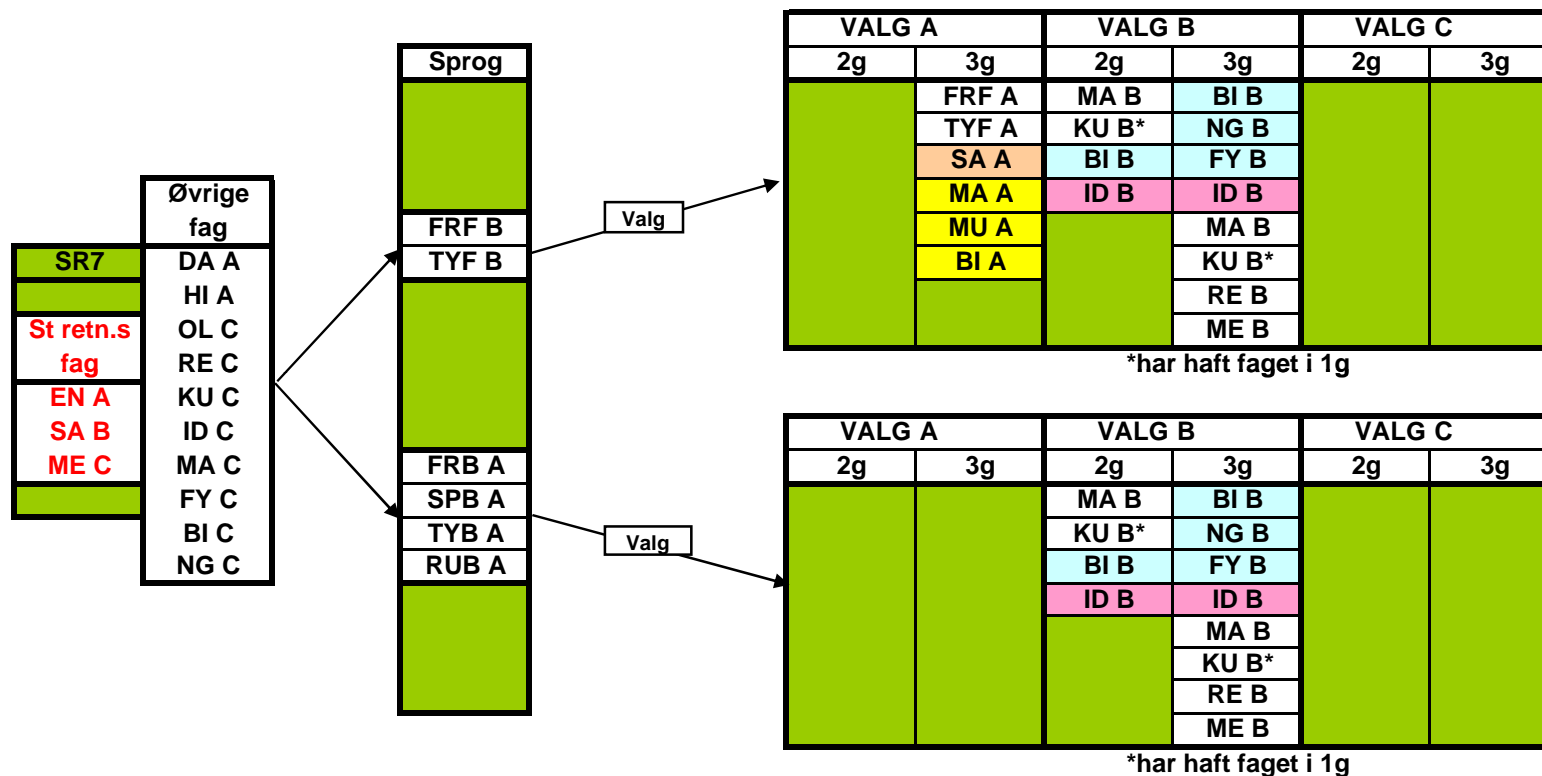 SR7
St retn.s
fag
EN A
SA B
ME C
Øvrige
fag
DA A
HI A
OL C
RE C
KU C
ID C
MA C
FY C
BI C
NG C
Sprog
FRF B
TYF B
FRB A
SPB A
TYB A
RUB A
Valg
Valg
VALG A VALG B VALG C
2g 3g 2g 3g 2g 3g
FRF A MA B BI B
TYF A KU B* NG B
SA A BI B FY B
MA A ID B ID B
MU A MA B
BI A KU B*
RE B
ME B
*har haft faget i 1g
VALG A VALG B VALG C
2g 3g 2g 3g 2g 3g
MA B BI B
KU B* NG B
BI B FY B
ID B ID B
MA B
KU B*
RE B
ME B
*har haft faget i 1g